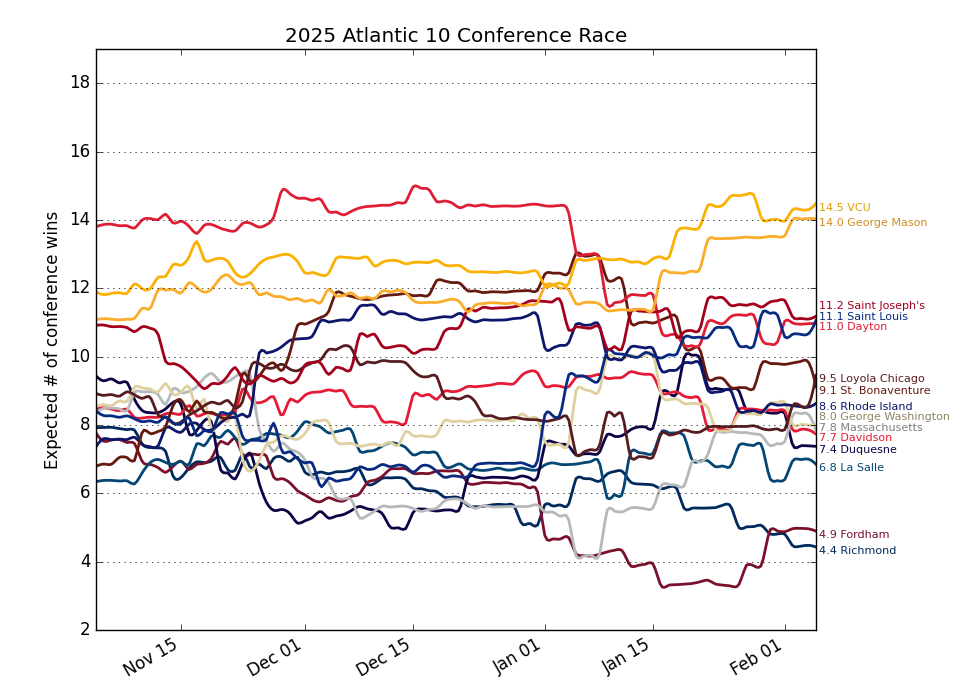 2025 Atlantic 10 Conference Race
Expected # of conference wins
18
16
14
12
10
8
6
4
2
Nov 15
Dec 01
Dec 15
Jan 01
Jan 15
Feb 01
14.5 VCU
14.0 George Mason
11.2 Saint Joseph's
11.1 Saint Louis
11.0 Dayton
9.5 Loyola Chicago
9.1 St. Bonaventure
8.6 Rhode Island
8.0 George Washington
7.8 Massachusetts
7.7 Davidson
7.4 Duquesne
6.8 La Salle
4.9 Fordham
4.4 Richmond